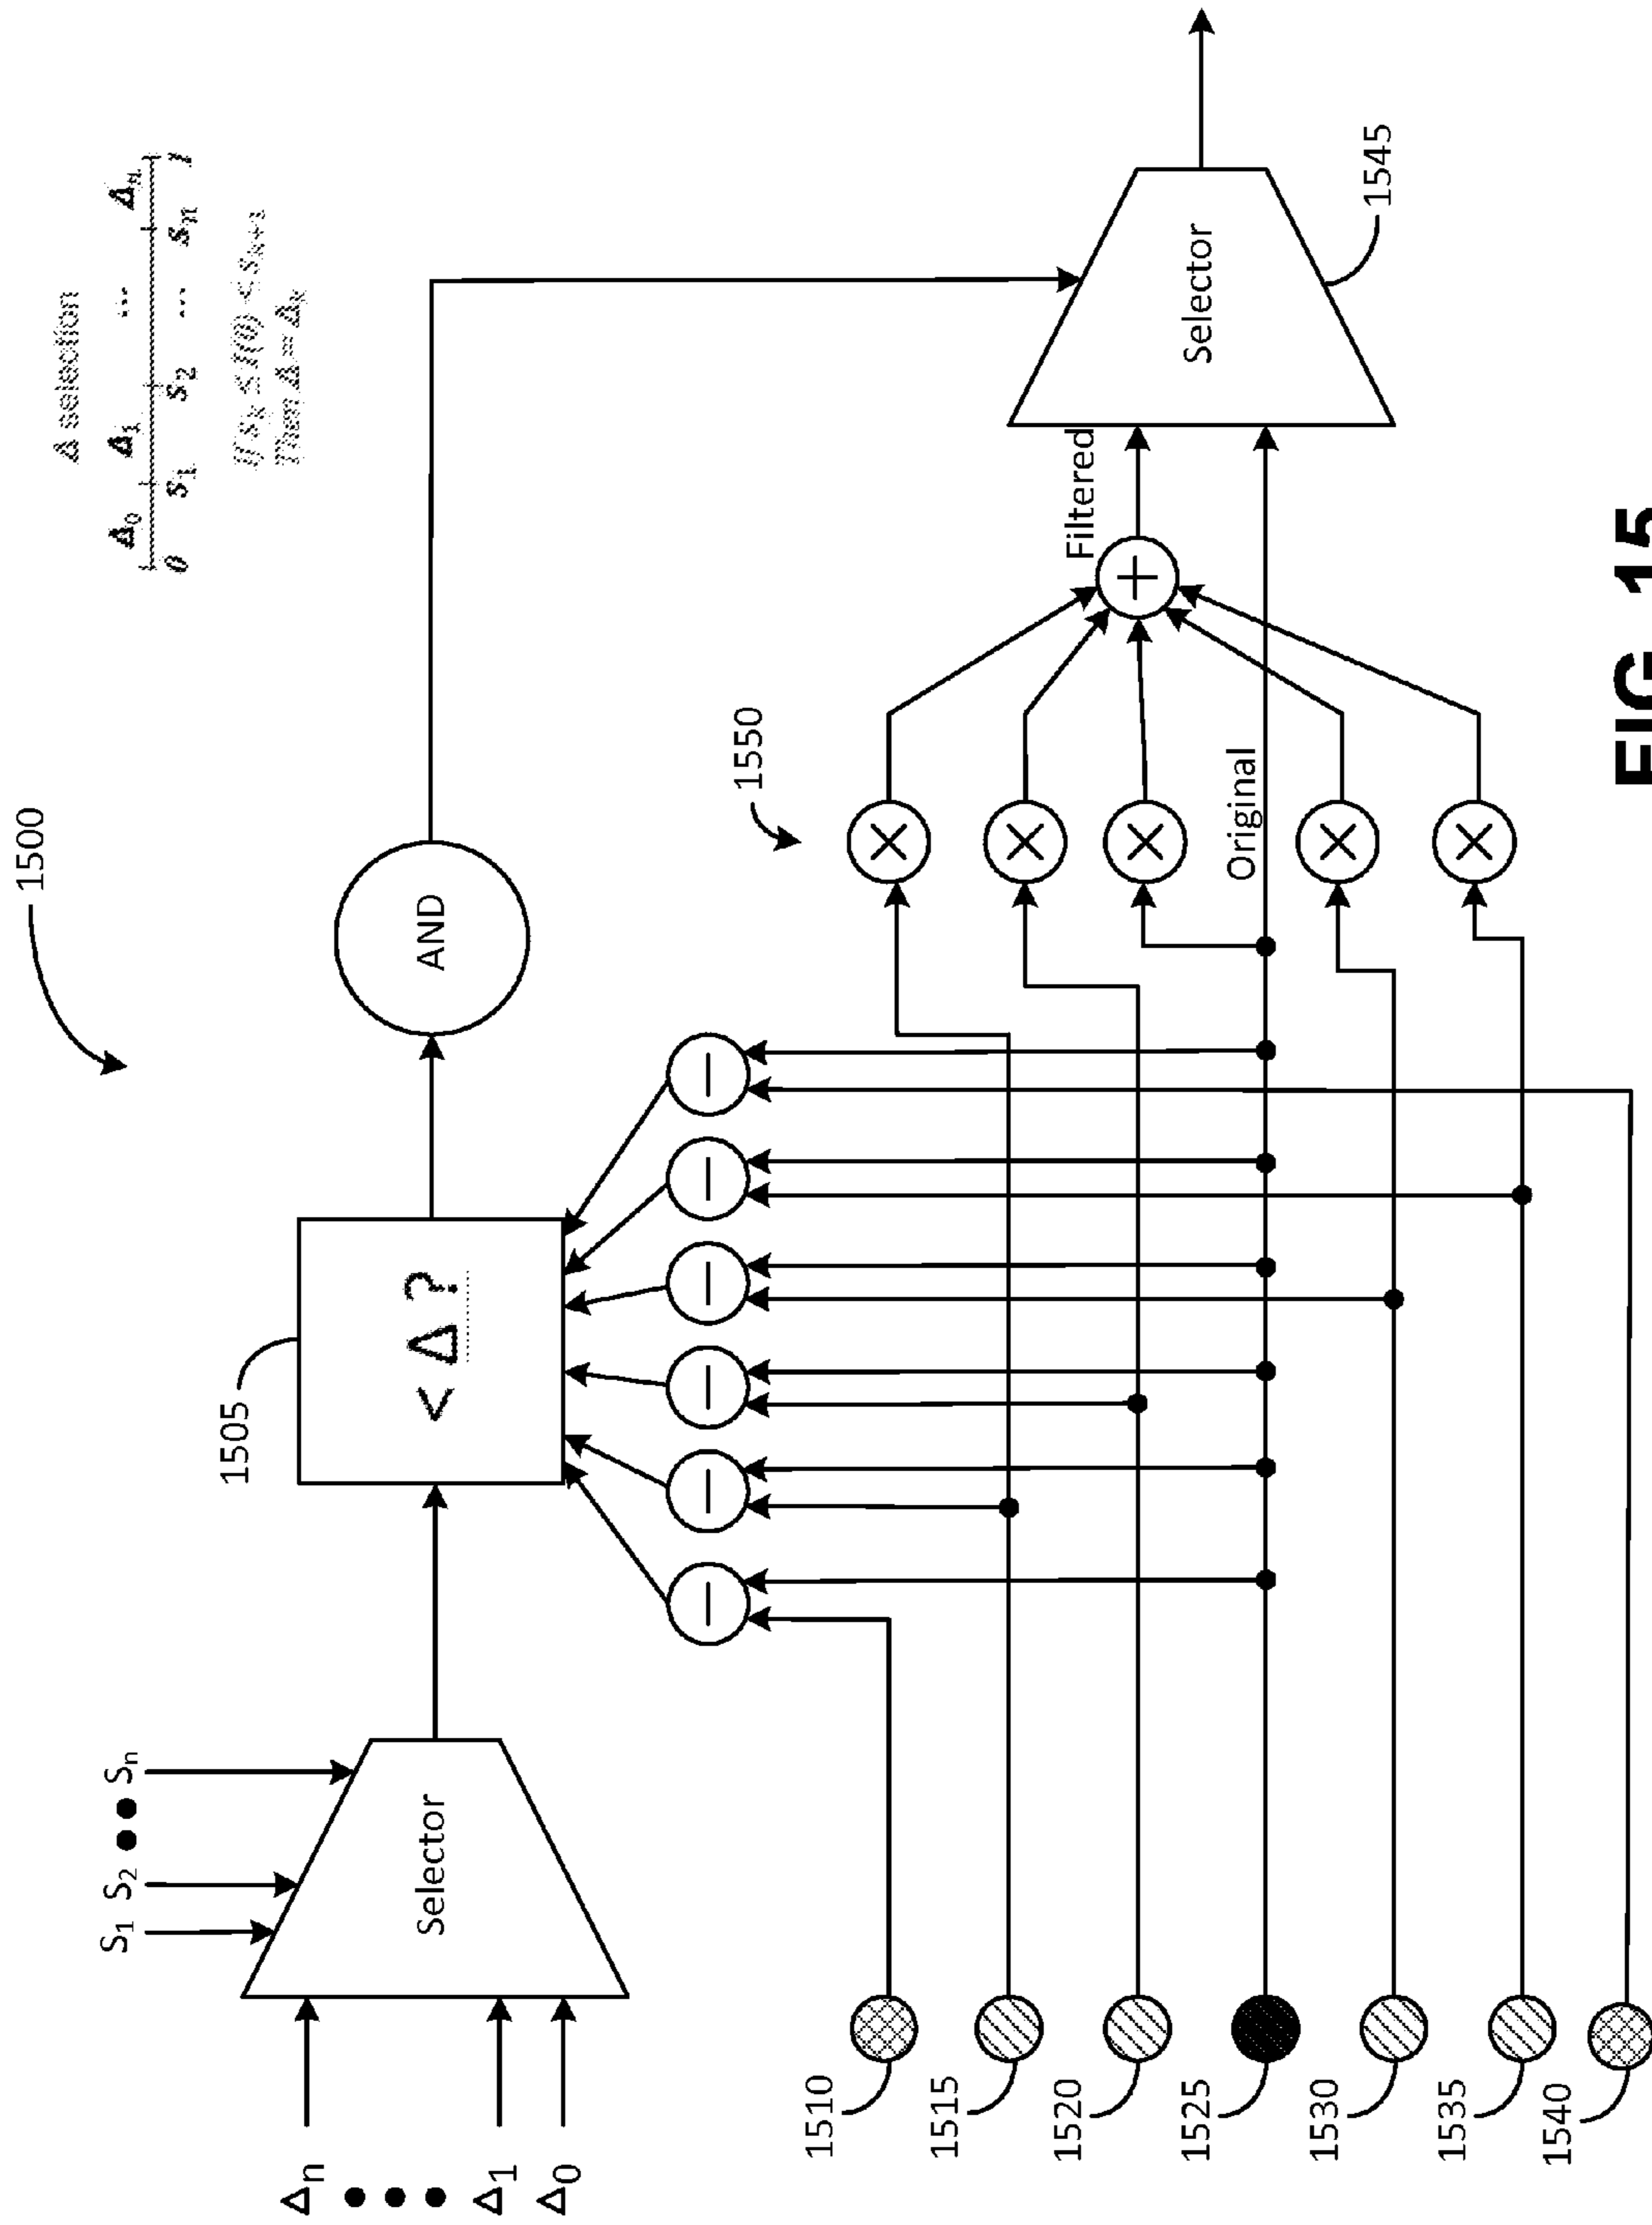 1500
Δ selection
Δ0 Δ1 ... Δn
0 S1 S2 ... Sn 1
If sk ≤ I(0) < sk+1
Then Δ = Δk
S1 S2 ●● Sn
Δn
●●●
Δ1
Δ0
Selector
1505
< Δ ?
AND
1510
1515
1520
1525
1530
1535
1540
1550
Original
Filtered
Selector
1545
FIG. 15